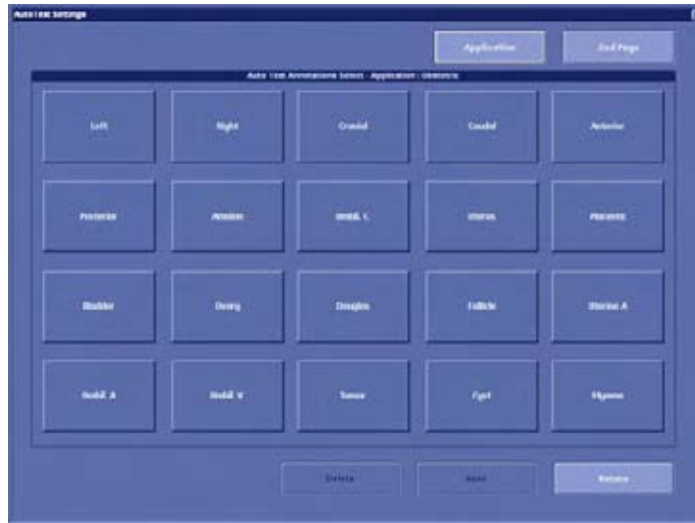 Auto Text Settings
Application 2nd Page
Auto Text Annotations Select - Application : Obstetric
Left Right Cranial Caudal Anterior
Posterior Amnion Umbil. C. Uterus Placenta
Bladder Ovary Douglas Follicle Uterine A
Umbil. A Umbil. V Tumor Cyst Myoma
Delete Save Return